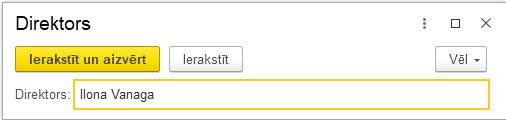 Direktors
Ierakstīt un aizvērt Ierakstīt Vēl
Direktors: Ilona Vanaga